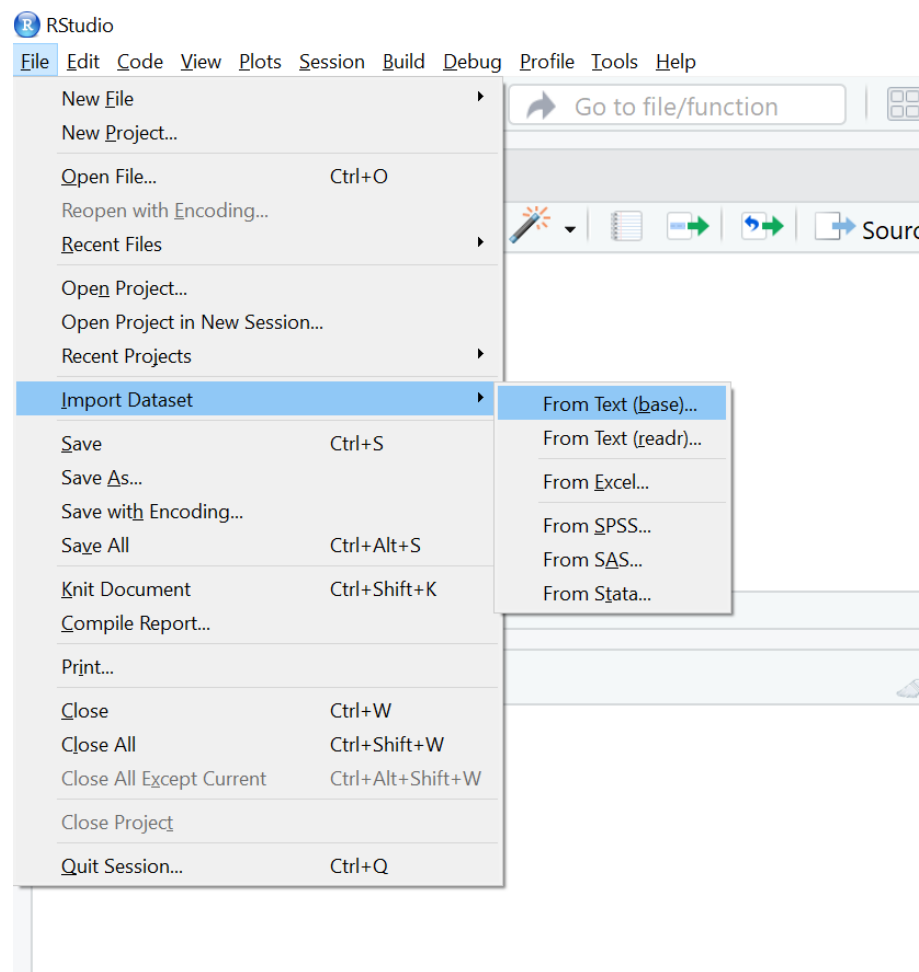 RStudio
File Edit Code View Plots Session Build Debug Profile Tools Help
New File
Go to file/function
New Project...
Open File... Ctrl+O
Reopen with Encoding...
Sourc
Recent Files
Open Project...
Open Project in New Session...
Recent Projects
Import Dataset
From Text (base)...
From Text (readr)...
From Excel...
From SPSS...
From SAS...
From Stata...
Save Ctrl+S
Save As...
Save with Encoding...
Save All Ctrl+Alt+S
Knit Document Ctrl+Shift+K
Compile Report...
Print...
Close Ctrl+W
Close All Ctrl+Shift+W
Close All Except Current Ctrl+Alt+Shift+W
Close Project
Quit Session... Ctrl+Q